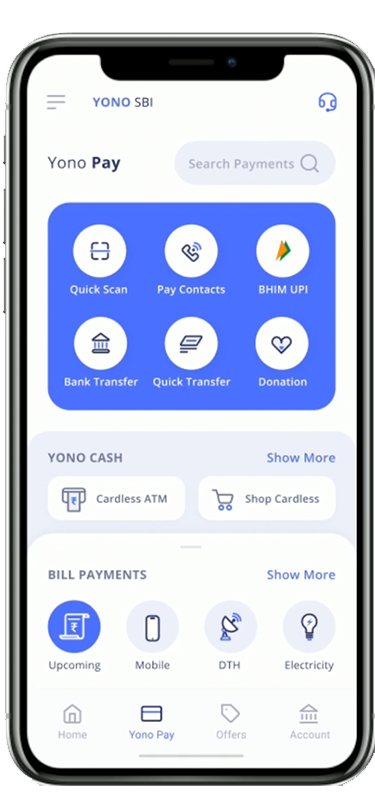 YONO SBI
Yono Pay
Search Payments
Quick Scan
Pay Contacts
BHIM UPI
Bank Transfer
Quick Transfer
Donation
YONO CASH
Show More
Cardless ATM
Shop Cardless
BILL PAYMENTS
Show More
₹
Upcoming
Mobile
DTH
Electricity
Home
Yono Pay
Offers
Account